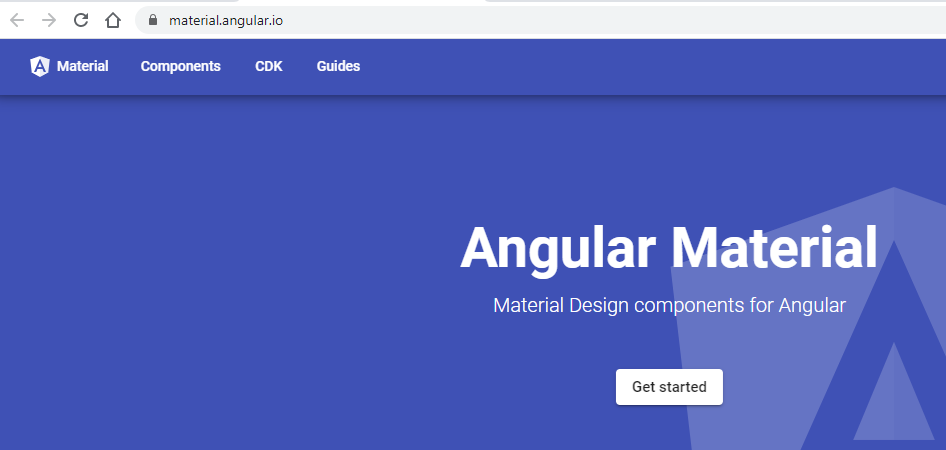 material.angular.io
Material Components CDK Guides
Angular Material
Material Design components for Angular
Get started